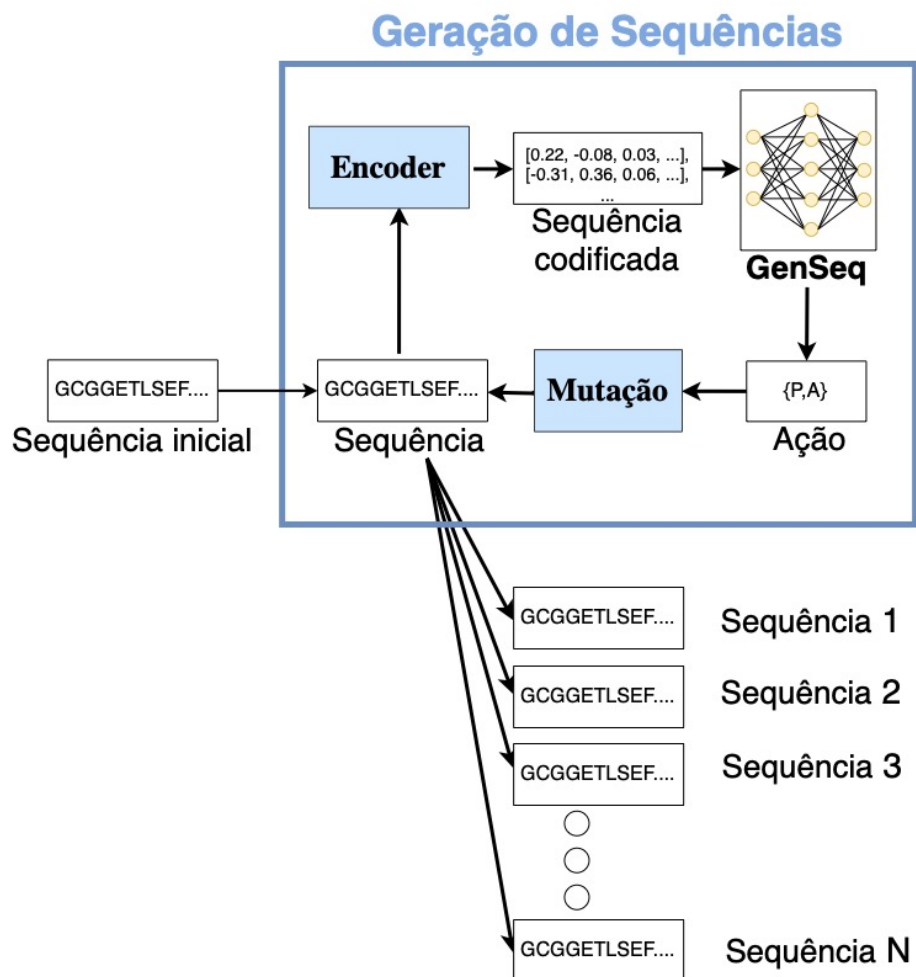 Geração de Sequências
Encoder
[0.22, -0.08, 0.03, ...],
[-0.31, 0.36, 0.06, ...],
...
Sequência
codificada
GenSeq
GCGGETLSEF....
Sequência inicial
GCGGETLSEF....
Sequência
Mutação
{P,A}
Ação
GCGGETLSEF....
Sequência 1
GCGGETLSEF....
Sequência 2
GCGGETLSEF....
Sequência 3
GCGGETLSEF....
Sequência N